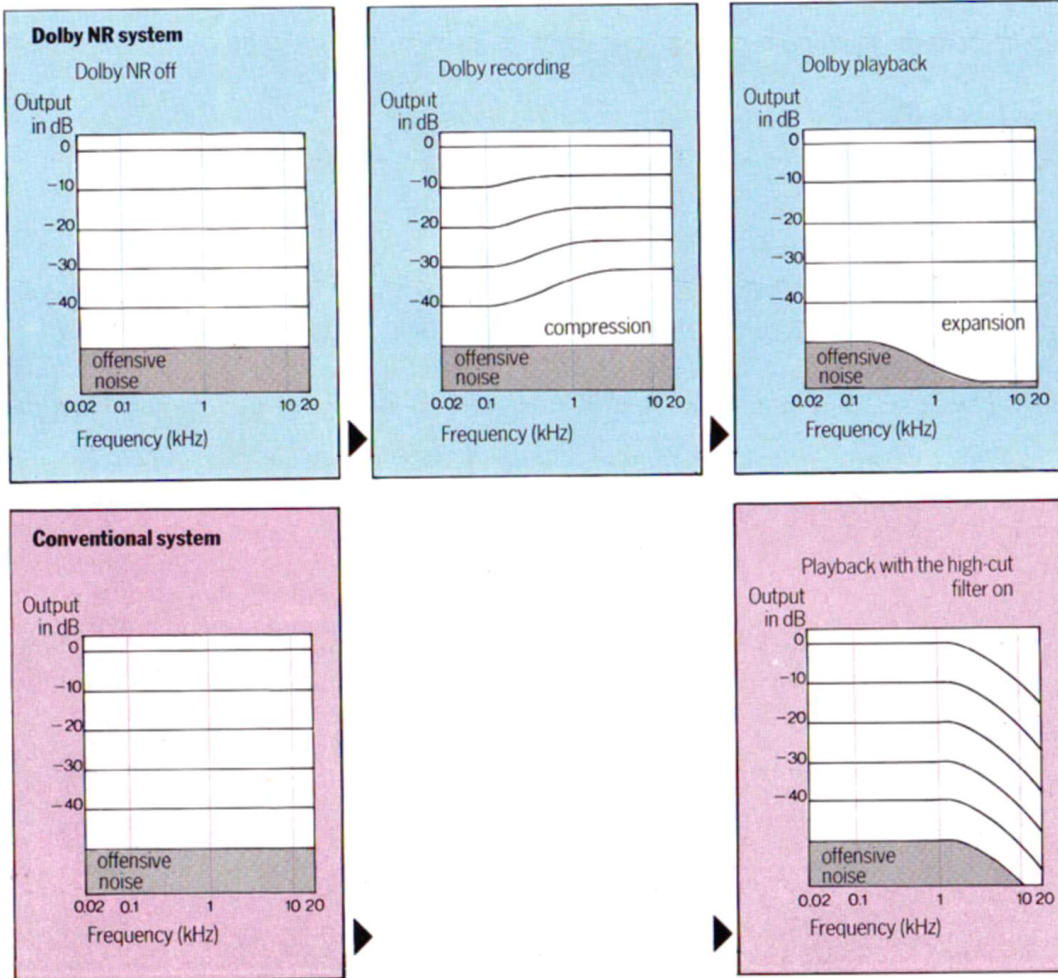 Dolby NR system
Dolby NR off
Output
in dB
0
-10
-20
-30
-40
offensive
noise
0.02 0.1 1 10 20
Frequency (kHz)
Dolby recording
Output
in dB
0
-10
-20
-30
-40
compression
offensive
noise
0.02 0.1 1 10 20
Frequency (kHz)
Dolby playback
Output
in dB
0
-10
-20
-30
-40
expansion
offensive
noise
0.02 0.1 1 10 20
Frequency (kHz)
Conventional system
Output
in dB
0
-10
-20
-30
-40
offensive
noise
0.02 0.1 1 10 20
Frequency (kHz)
Playback with the high-cut
filter on
Output
in dB
0
-10
-20
-30
-40
offensive
noise
0.02 0.1 1 10 20
Frequency (kHz)